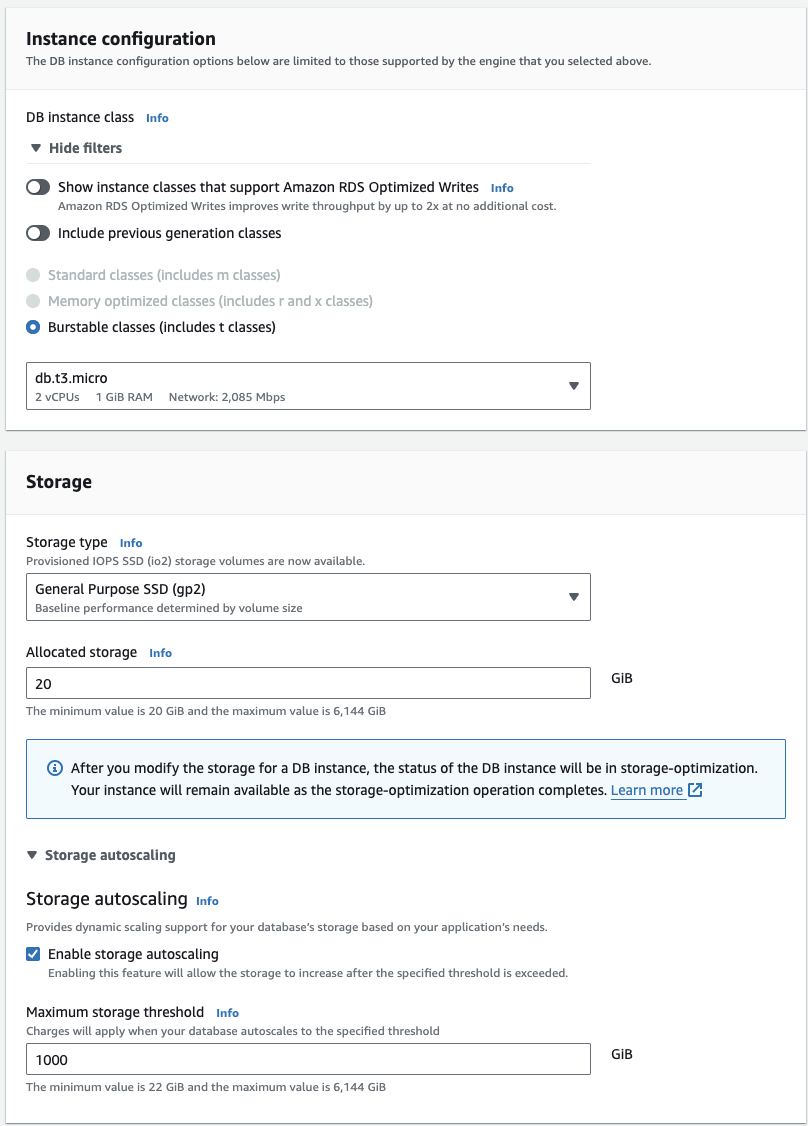 Instance configuration
The DB instance configuration options below are limited to those supported by the engine that you selected above.
DB instance class Info
Hide filters
Show instance classes that support Amazon RDS Optimized Writes Info
Amazon RDS Optimized Writes improves write throughput by up to 2x at no additional cost.
Include previous generation classes
Standard classes (includes m classes)
Memory optimized classes (includes r and x classes)
Burstable classes (includes t classes)
db.t3.micro
2 vCPUs 1 GiB RAM Network: 2,085 Mbps
Storage
Storage type Info
Provisioned IOPS SSD (io2) storage volumes are now available.
General Purpose SSD (gp2)
Baseline performance determined by volume size
Allocated storage Info
20 GiB
The minimum value is 20 GiB and the maximum value is 6,144 GiB
After you modify the storage for a DB instance, the status of the DB instance will be in storage-optimization.
Your instance will remain available as the storage-optimization operation completes. Learn more
Storage autoscaling
Storage autoscaling Info
Provides dynamic scaling support for your database's storage based on your application's needs.
Enable storage autoscaling
Enabling this feature will allow the storage to increase after the specified threshold is exceeded.
Maximum storage threshold Info
Charges will apply when your database autoscales to the specified threshold
1000 GiB
The minimum value is 22 GiB and the maximum value is 6,144 GiB